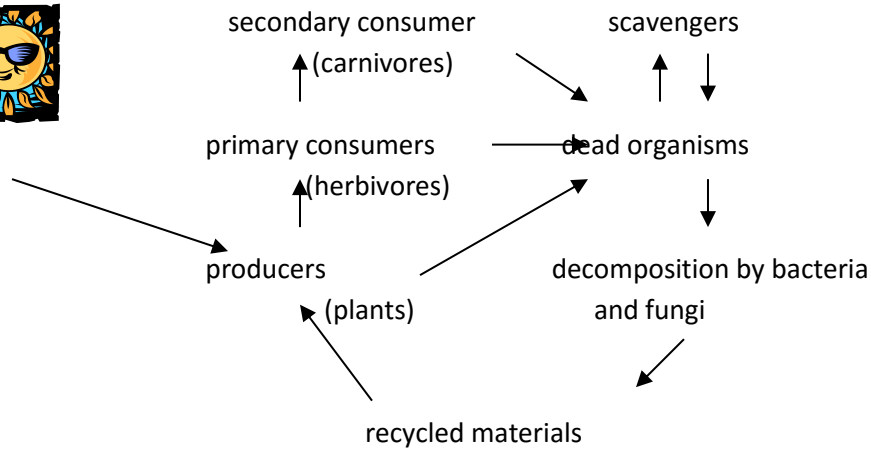 secondary consumer
(carnivores)
scavengers
primary consumers
(herbivores)
dead organisms
producers
(plants)
decomposition by bacteria
and fungi
recycled materials